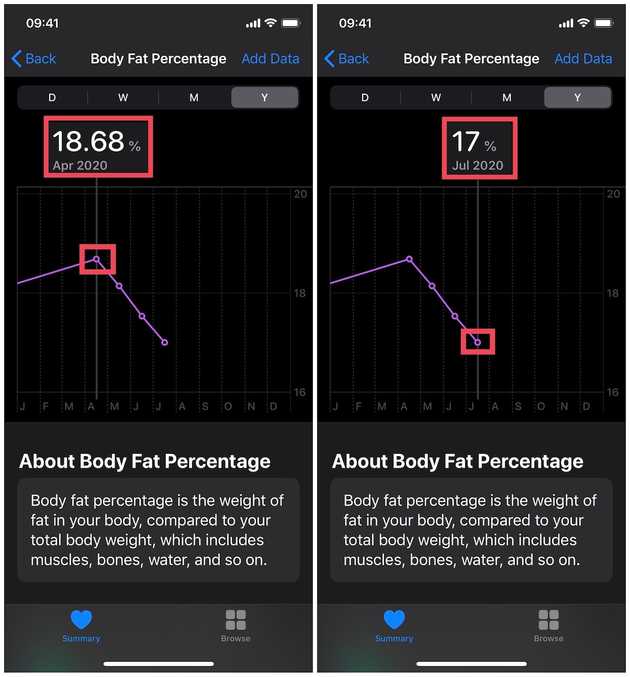 09:41
Back Body Fat Percentage Add Data
D W M Y
18.68 %
Apr 2020
20
18
16
J F M A M J J A S O N D
About Body Fat Percentage
Body fat percentage is the weight of
fat in your body, compared to your
total body weight, which includes
muscles, bones, water, and so on.
Summary Browse
09:41
Back Body Fat Percentage Add Data
D W M Y
17 %
Jul 2020
20
18
16
J F M A M J J A S O N D
About Body Fat Percentage
Body fat percentage is the weight of
fat in your body, compared to your
total body weight, which includes
muscles, bones, water, and so on.
Summary Browse